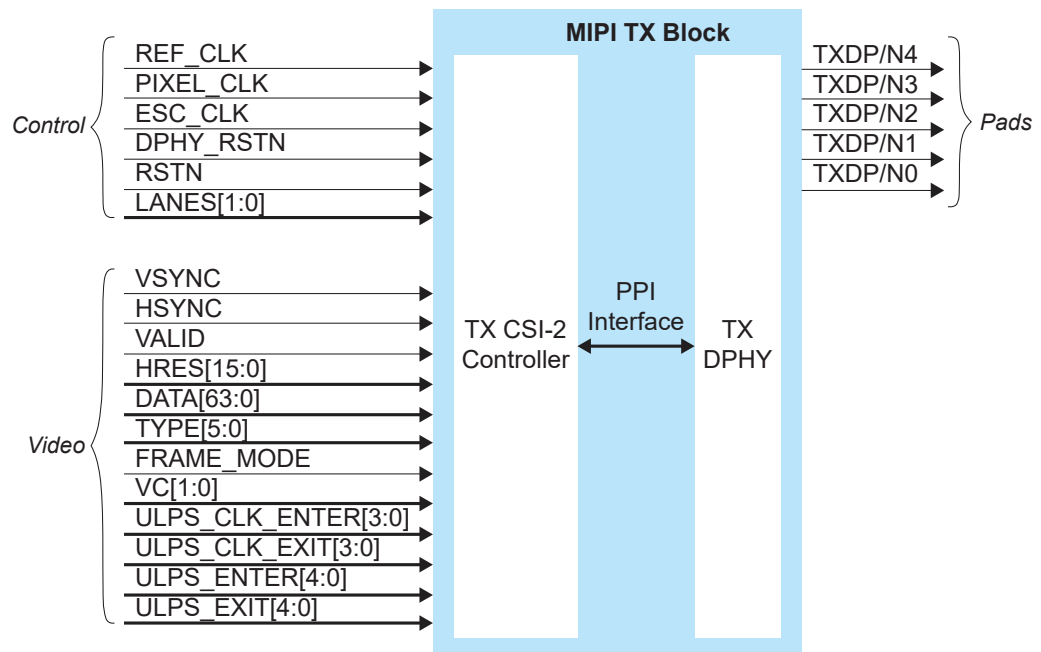 MIPI TX Block
Control
REF_CLK
PIXEL_CLK
ESC_CLK
DPHY_RSTN
RSTN
LANES[1:0]
Video
VSYNC
HSYNC
VALID
HRES[15:0]
DATA[63:0]
TYPE[5:0]
FRAME_MODE
VC[1:0]
ULPS_CLK_ENTER[3:0]
ULPS_CLK_EXIT[3:0]
ULPS_ENTER[4:0]
ULPS_EXIT[4:0]
TX CSI-2
Controller
PPI
Interface
TX
DPHY
TXDP/N4
TXDP/N3
TXDP/N2
TXDP/N1
TXDP/N0
Pads